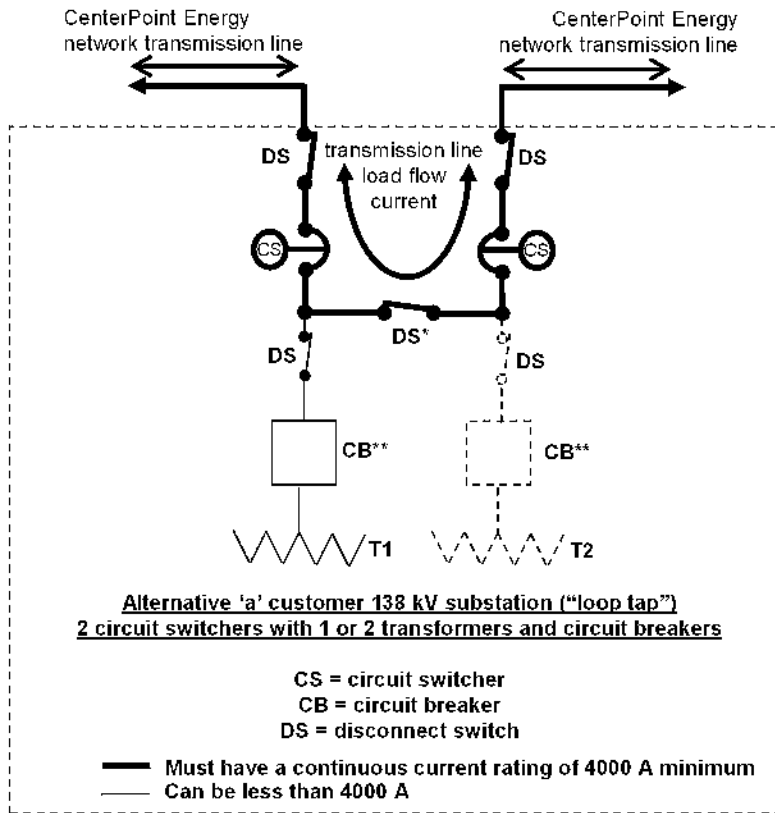 CenterPoint Energy
network transmission line
CenterPoint Energy
network transmission line
DS
transmission line
load flow
current
DS
CS
CS
DS*
DS
DS
CB**
CB**
T1
T2
Alternative 'a' customer 138 kV substation ("loop tap")
2 circuit switchers with 1 or 2 transformers and circuit breakers
CS = circuit switcher
CB = circuit breaker
DS = disconnect switch
Must have a continuous current rating of 4000 A minimum
Can be less than 4000 A